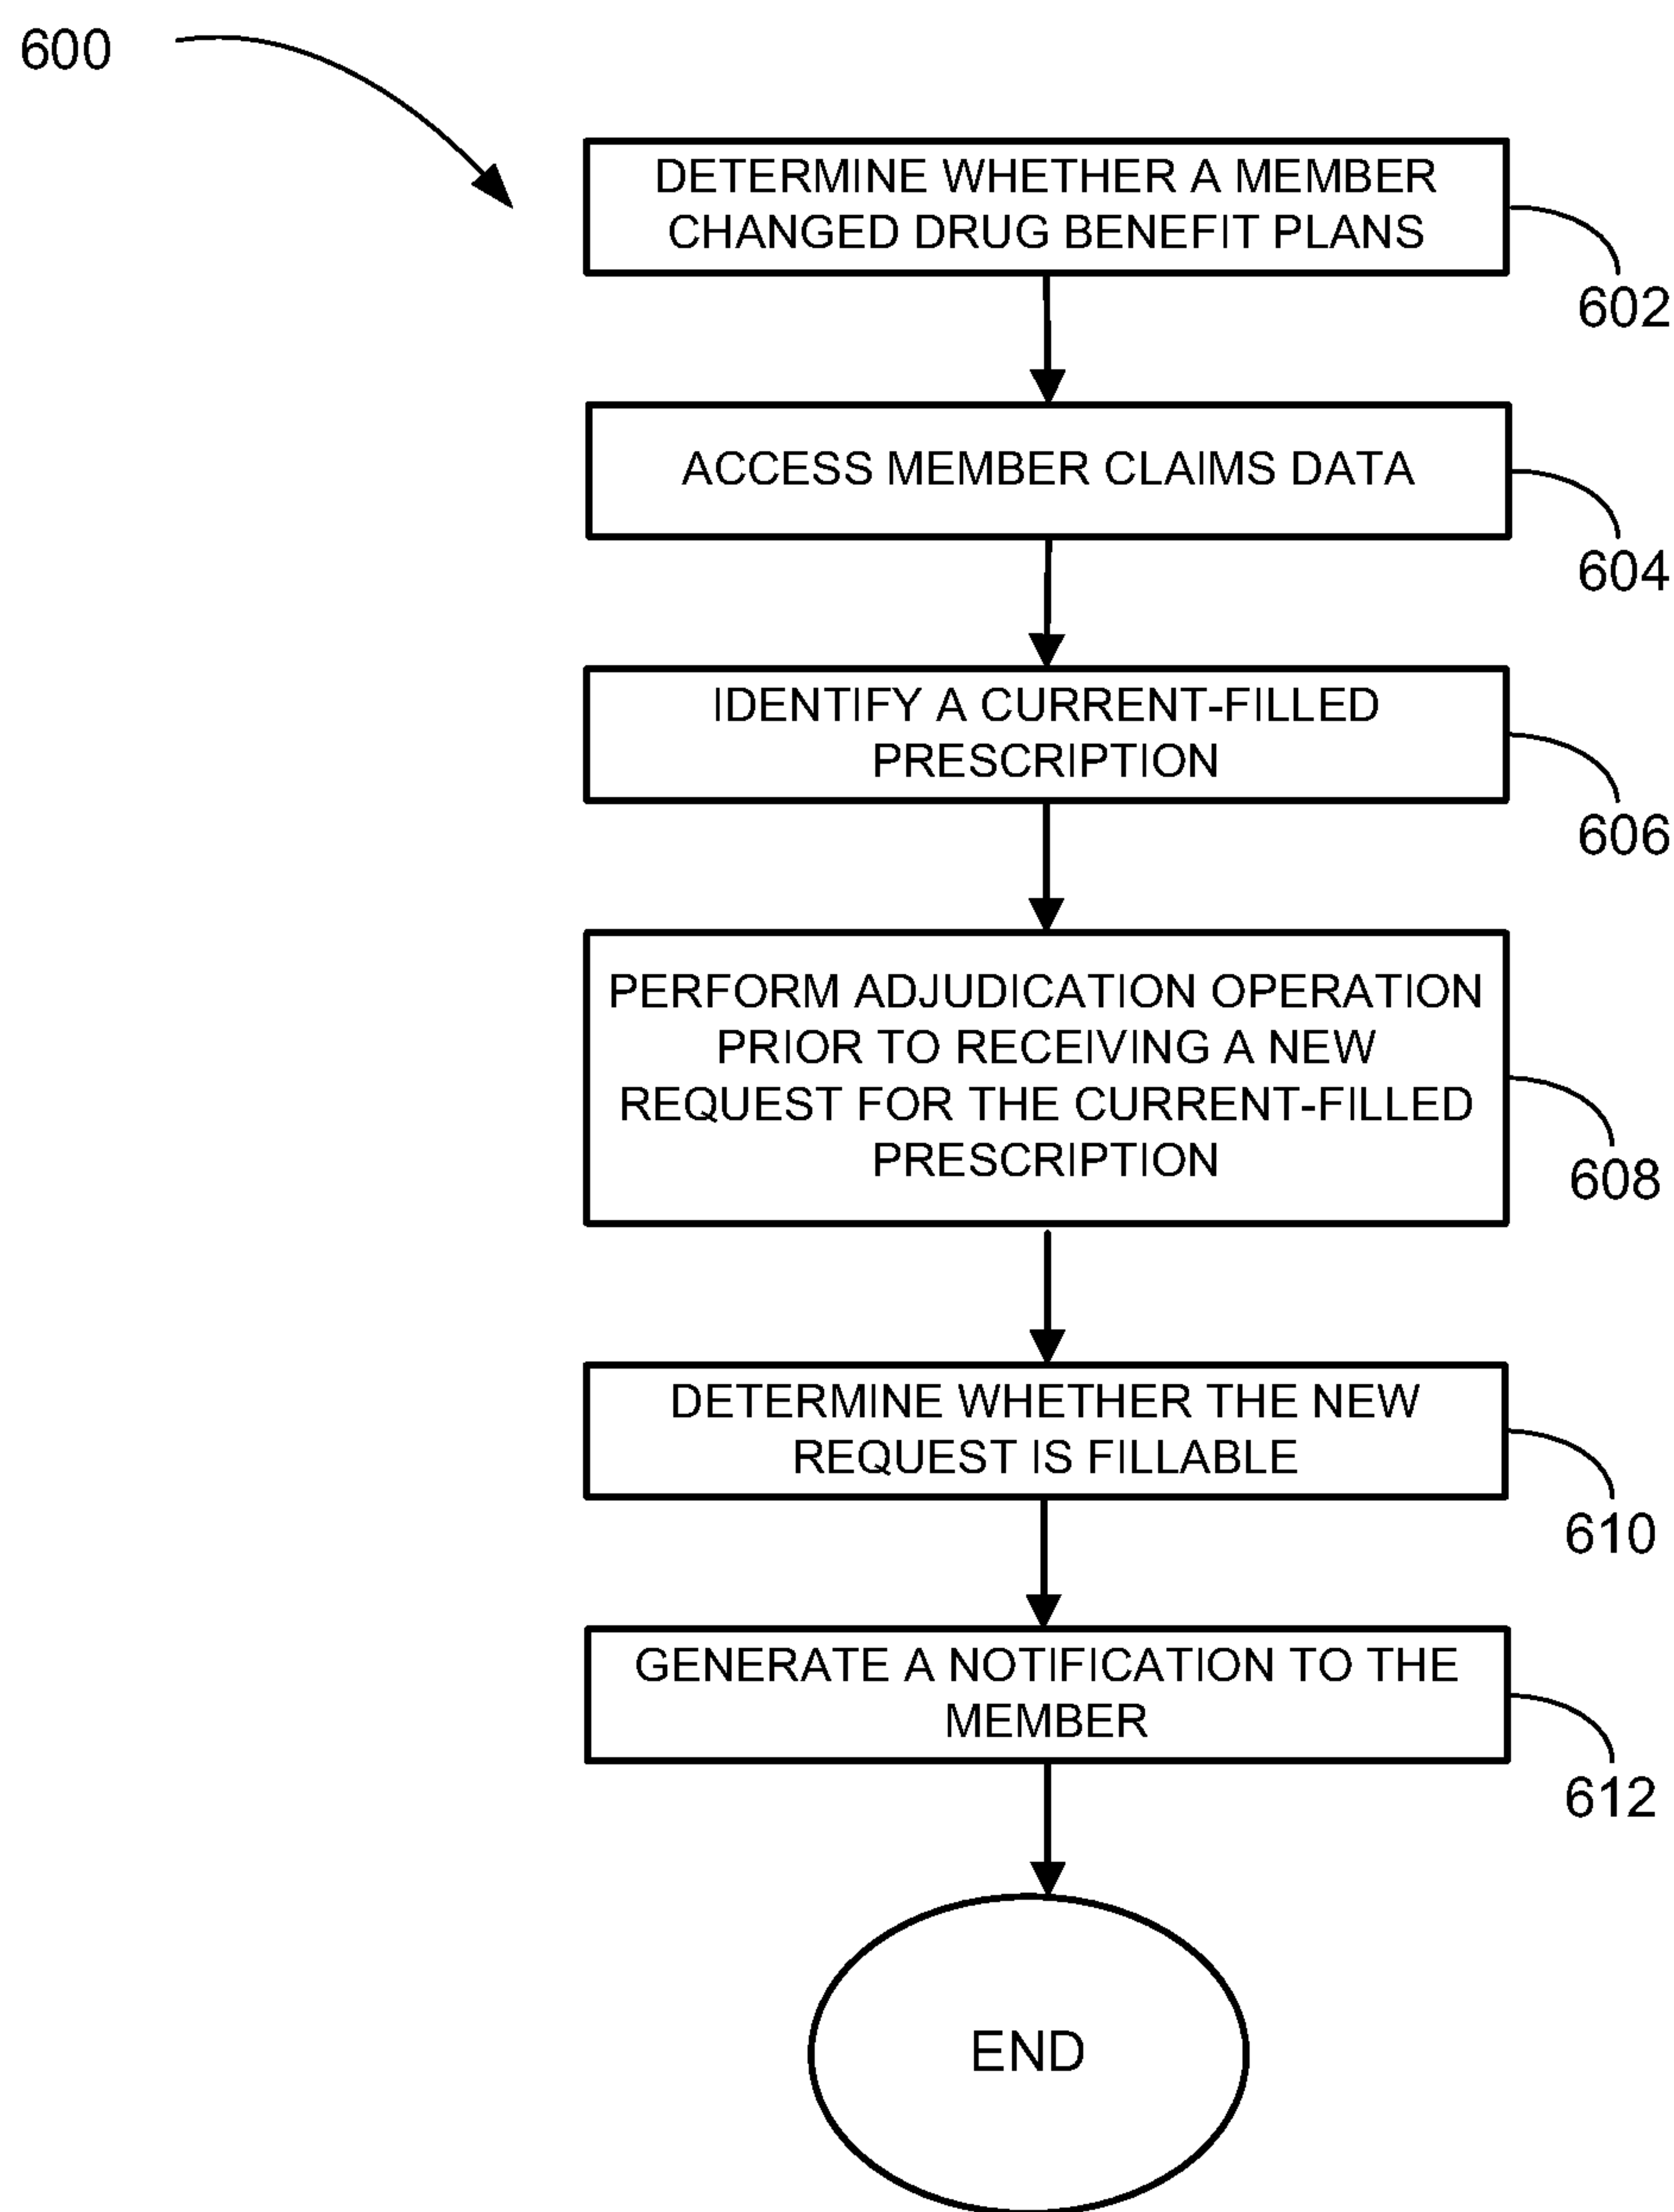 600
DETERMINE WHETHER A MEMBER
CHANGED DRUG BENEFIT PLANS
602
ACCESS MEMBER CLAIMS DATA
604
IDENTIFY A CURRENT-FILLED
PRESCRIPTION
606
PERFORM ADJUDICATION OPERATION
PRIOR TO RECEIVING A NEW
REQUEST FOR THE CURRENT-FILLED
PRESCRIPTION
608
DETERMINE WHETHER THE NEW
REQUEST IS FILLABLE
610
GENERATE A NOTIFICATION TO THE
MEMBER
612
END